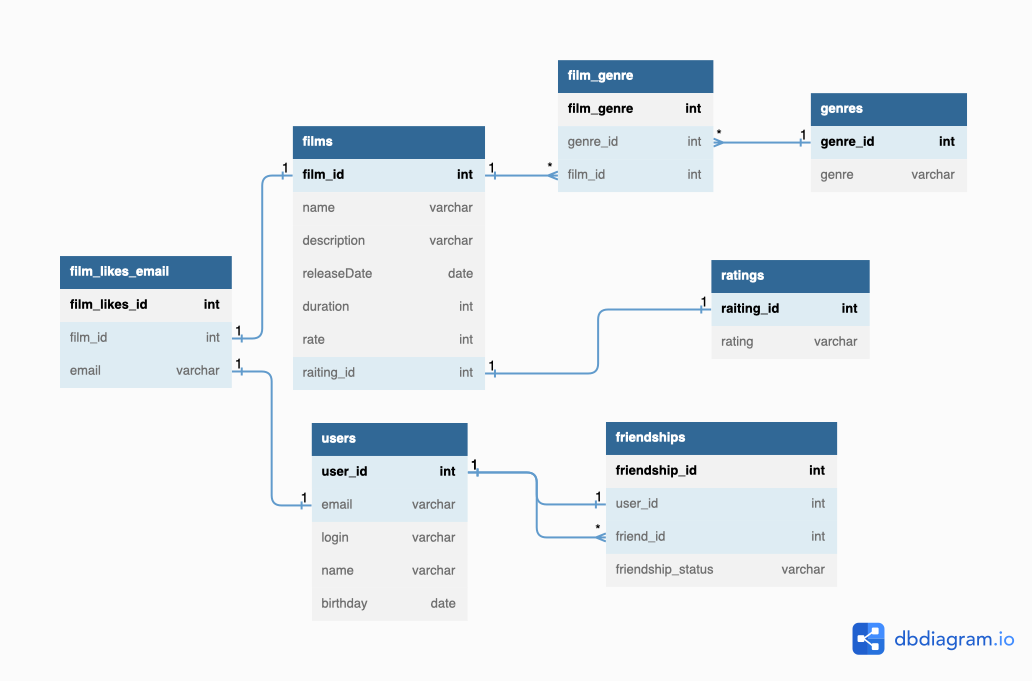 film_genre
film_genre int
genre_id int
film_id int
genres
genre_id int
genre varchar
films
film_id int
name varchar
description varchar
releaseDate date
duration int
rate int
raiting_id int
film_likes_email
film_likes_id int
film_id int
email varchar
ratings
raiting_id int
rating varchar
users
user_id int
email varchar
login varchar
name varchar
birthday date
friendships
friendship_id int
user_id int
friend_id int
friendship_status varchar
1
1
1
*
*
1
1
1
1
1
1
1
*
dbdiagram.io